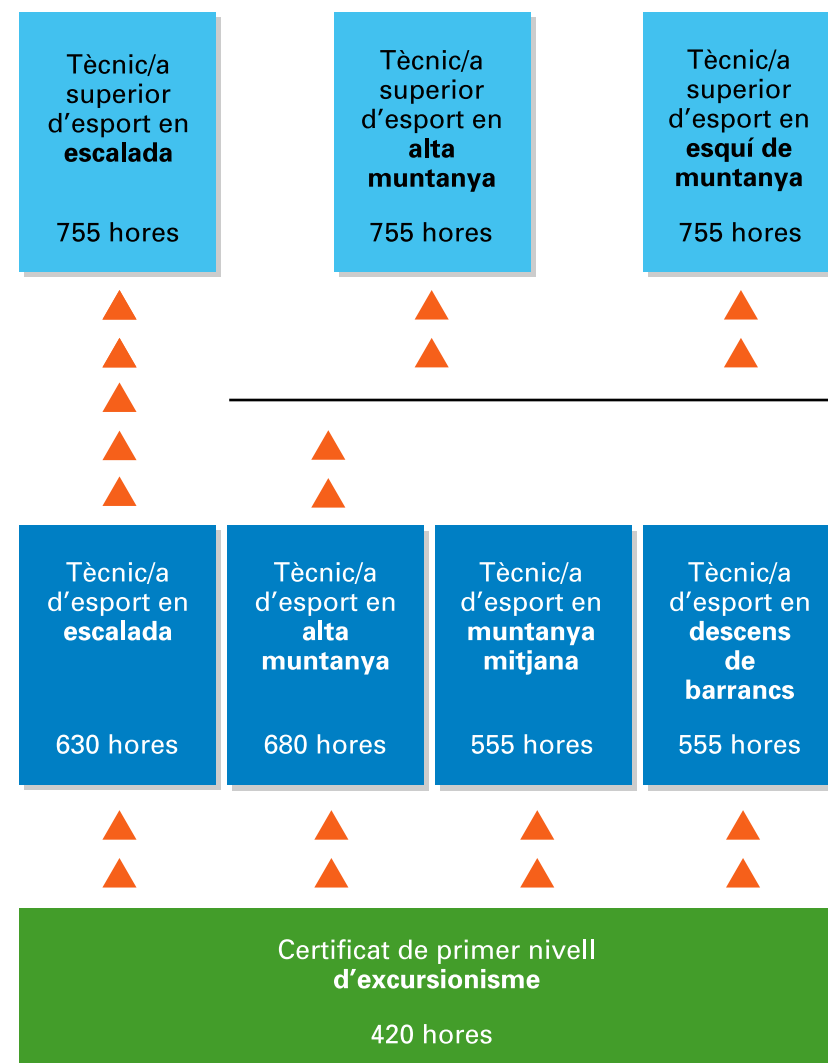 Tècnic/a
superior
d’esport en
escalada
755 hores
Tècnic/a
superior
d’esport en
alta
muntanya
755 hores
Tècnic/a
superior
d’esport en
esquí de
muntanya
755 hores
Tècnic/a
d’esport en
escalada
630 hores
Tècnic/a
d’esport en
alta
muntanya
680 hores
Tècnic/a
d’esport en
muntanya
mitjana
555 hores
Tècnic/a
d’esport en
descens
de
barrancs
555 hores
Certificat de primer nivell
d’excursionisme
420 hores